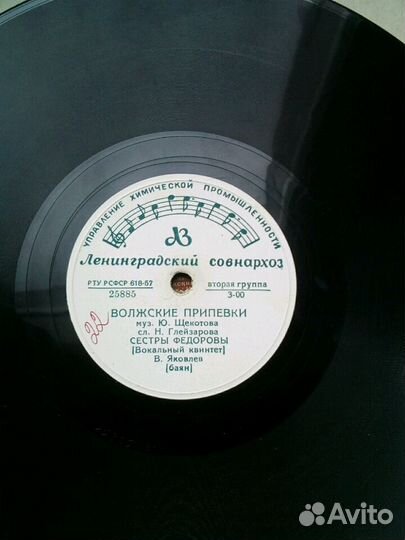 УПРАВЛЕНИЕ ХИМИЧЕСКОЙ ПРОМЫШЛЕННОСТИ
ЛЗ
Ленинградский совнархоз
РТУ РСФСР 618-57
25885
вторая группа
3-00
22
ВОЛЖСКИЕ ПРИПЕВКИ
муз. Ю. Щекотова
сл. Н. Глейзарова
СЕСТРЫ ФЕДОРОВЫ
[Вокальный квинтет]
В. Яковлев
[баян]
Avito